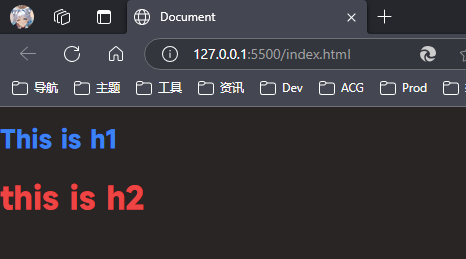 Document
127.0.0.1:5500/index.html
导航 主题 工具 资讯 Dev ACG Prod
This is h1
this is h2